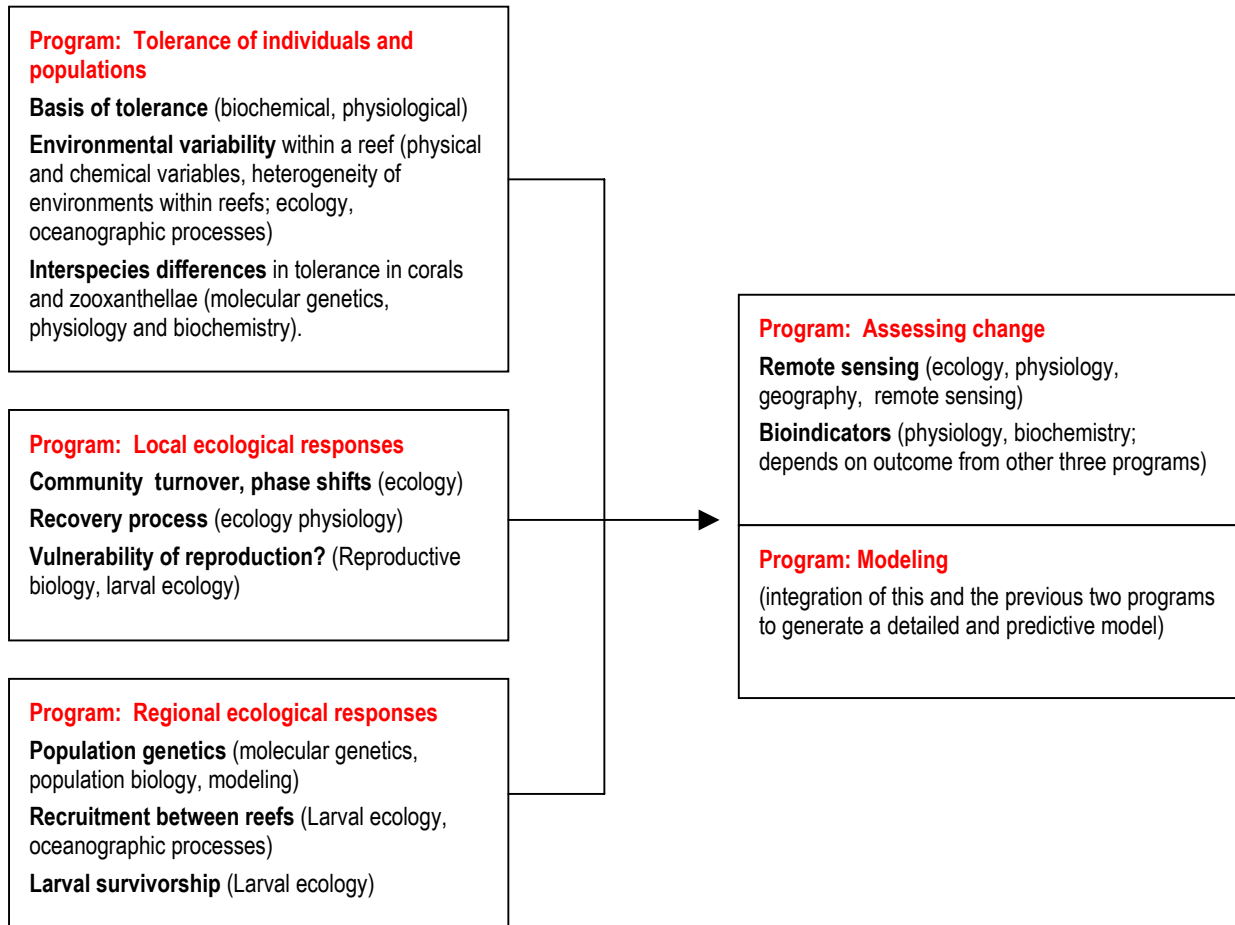 Program: Tolerance of individuals and
populations
Basis of tolerance (biochemical, physiological)
Environmental variability within a reef (physical
and chemical variables, heterogeneity of
environments within reefs; ecology,
oceanographic processes)
Interspecies differences in tolerance in corals
and zooxanthellae (molecular genetics,
physiology and biochemistry).
Program: Local ecological responses
Community turnover, phase shifts (ecology)
Recovery process (ecology physiology)
Vulnerability of reproduction? (Reproductive
biology, larval ecology)
Program: Regional ecological responses
Population genetics (molecular genetics,
population biology, modeling)
Recruitment between reefs (Larval ecology,
oceanographic processes)
Larval survivorship (Larval ecology)
Program: Assessing change
Remote sensing (ecology, physiology,
geography, remote sensing)
Bioindicators (physiology, biochemistry;
depends on outcome from other three programs)
Program: Modeling
(integration of this and the previous two programs
to generate a detailed and predictive model)